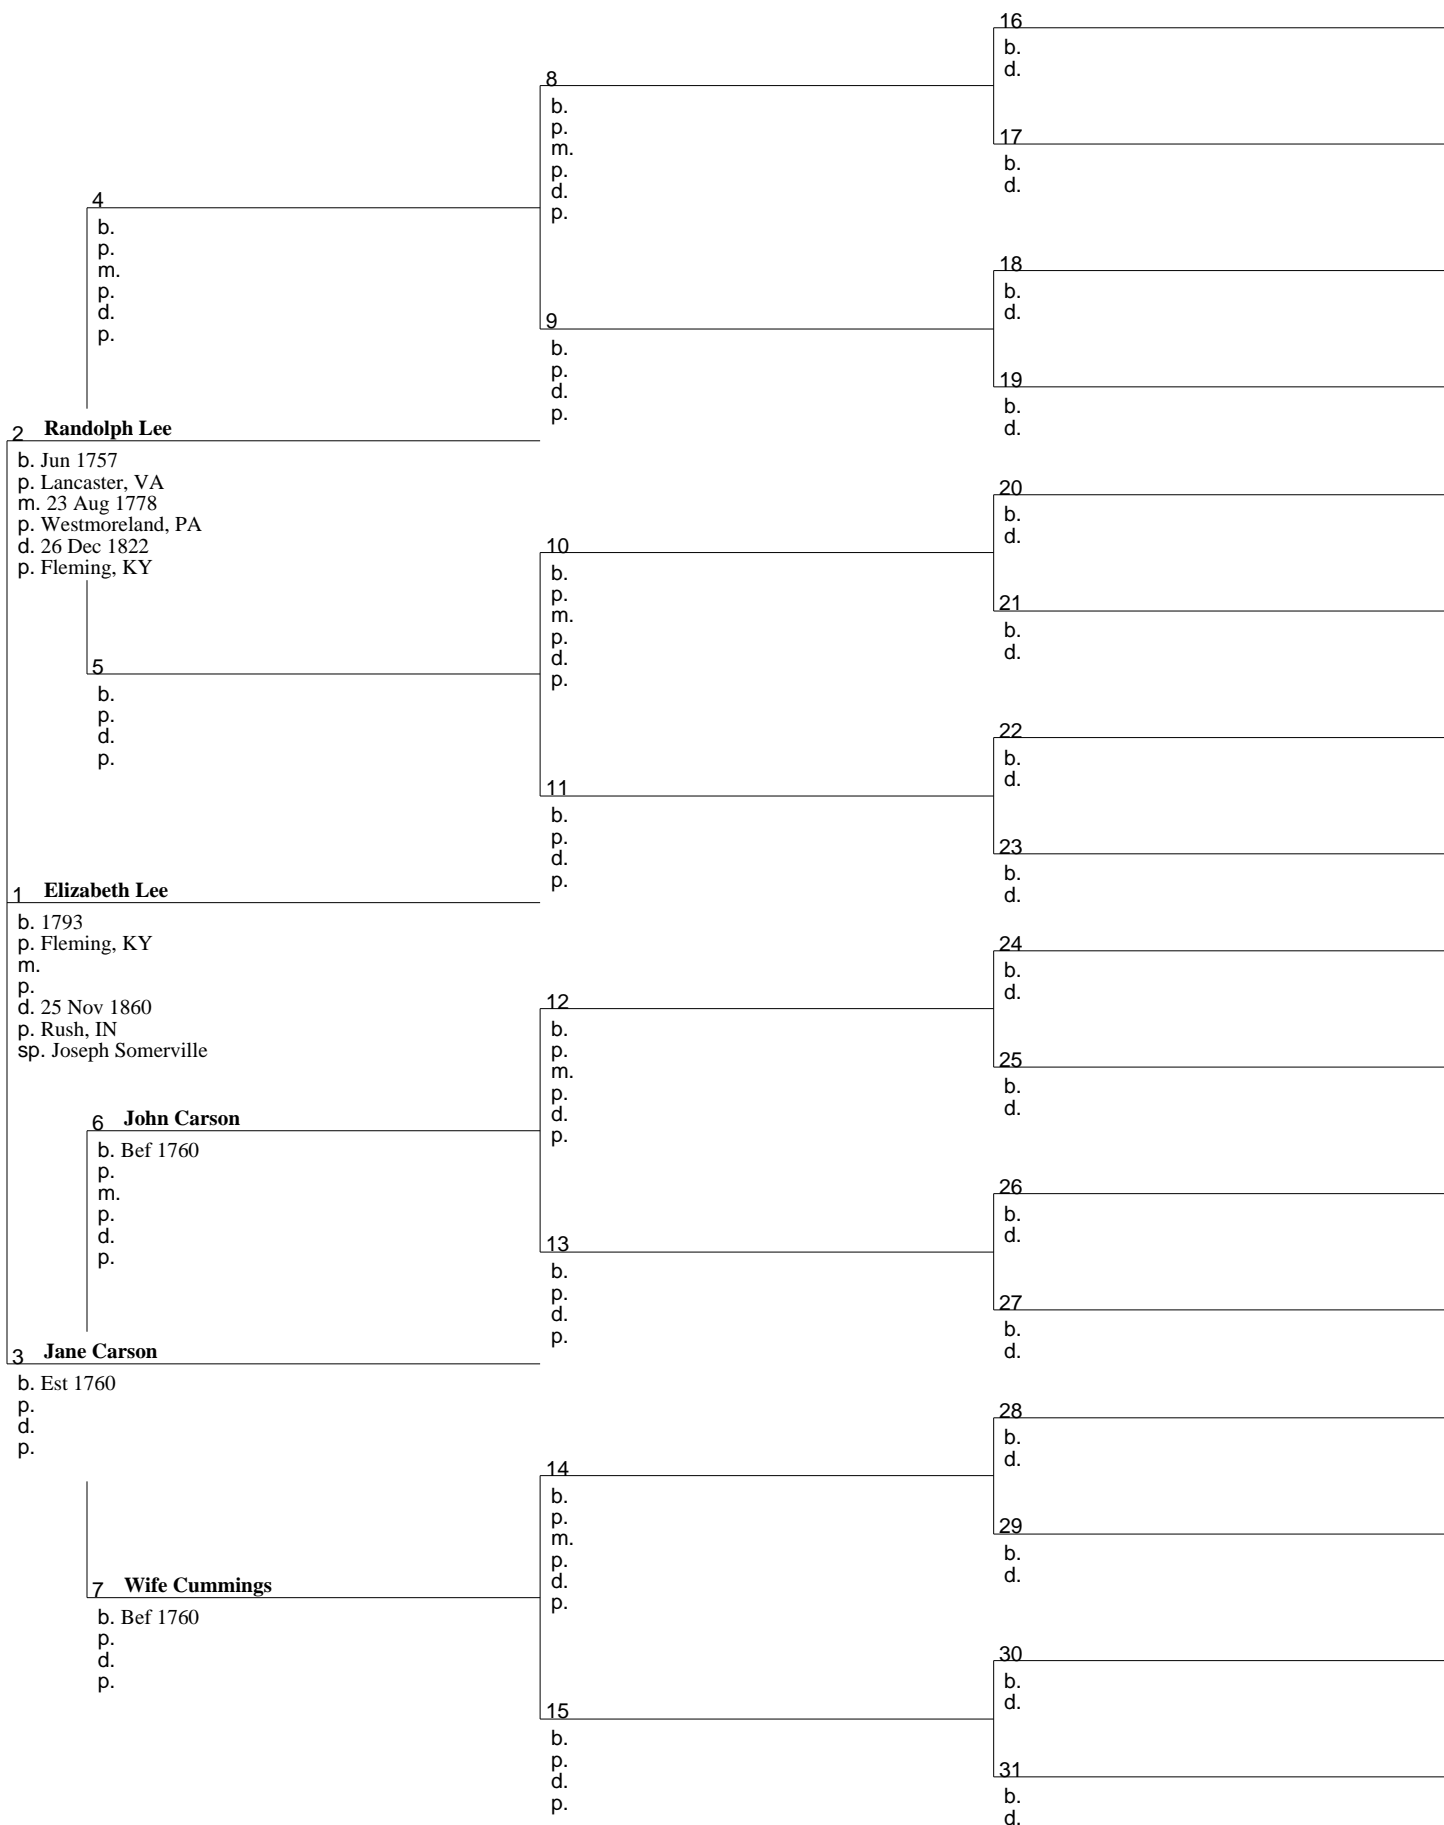 16
b.
d.
8
b.
p.
m.
p.
d.
p.
17
b.
d.
4
b.
p.
m.
p.
d.
p.
18
b.
d.
9
b.
p.
d.
p.
19
b.
d.
2 Randolph Lee
b. Jun 1757
p. Lancaster, VA
m. 23 Aug 1778
p. Westmoreland, PA
d. 26 Dec 1822
p. Fleming, KY
20
b.
d.
10
b.
p.
m.
p.
d.
p.
21
b.
d.
5
b.
p.
d.
p.
22
b.
d.
11
b.
p.
d.
p.
23
b.
d.
1 Elizabeth Lee
b. 1793
p. Fleming, KY
m.
p.
d. 25 Nov 1860
p. Rush, IN
sp. Joseph Somerville
24
b.
d.
12
b.
p.
m.
p.
d.
p.
25
b.
d.
6 John Carson
b. Bef 1760
p.
m.
p.
d.
p.
26
b.
d.
13
b.
p.
d.
p.
27
b.
d.
3 Jane Carson
b. Est 1760
p.
d.
p.
28
b.
d.
14
b.
p.
m.
p.
d.
p.
29
b.
d.
7 Wife Cummings
b. Bef 1760
p.
d.
p.
30
b.
d.
15
b.
p.
d.
p.
31
b.
d.